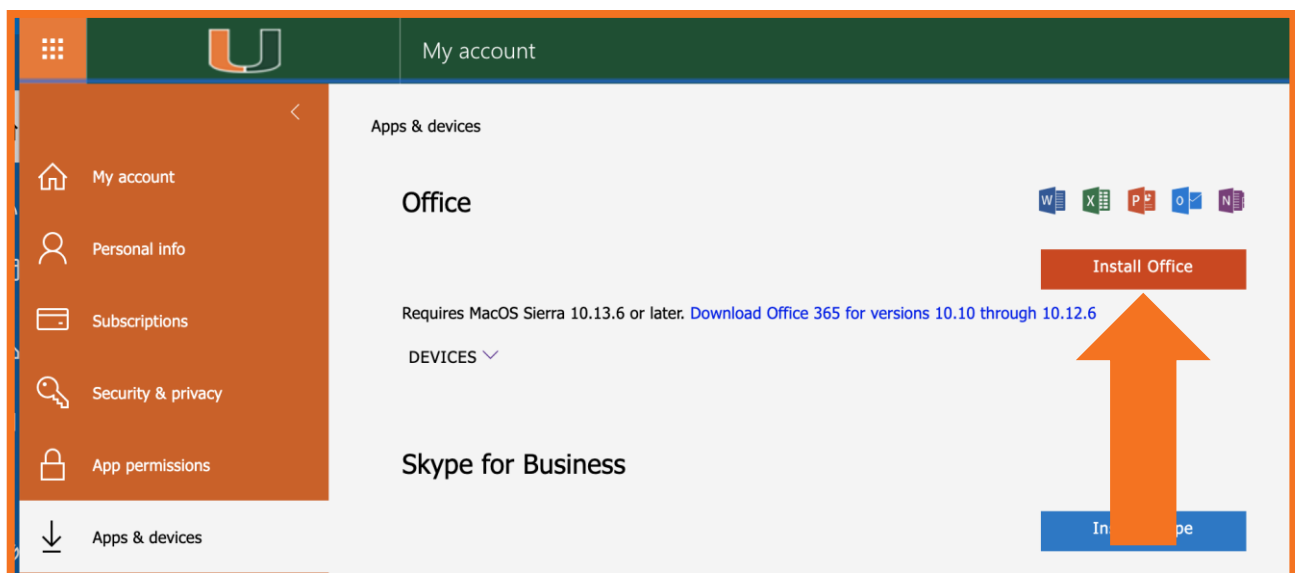 My account
Apps & devices
My account
Office
Personal info
Install Office
Subscriptions
Requires MacOS Sierra 10.13.6 or later. Download Office 365 for versions 10.10 through 10.12.6
DEVICES
Security & privacy
App permissions
Skype for Business
Apps & devices